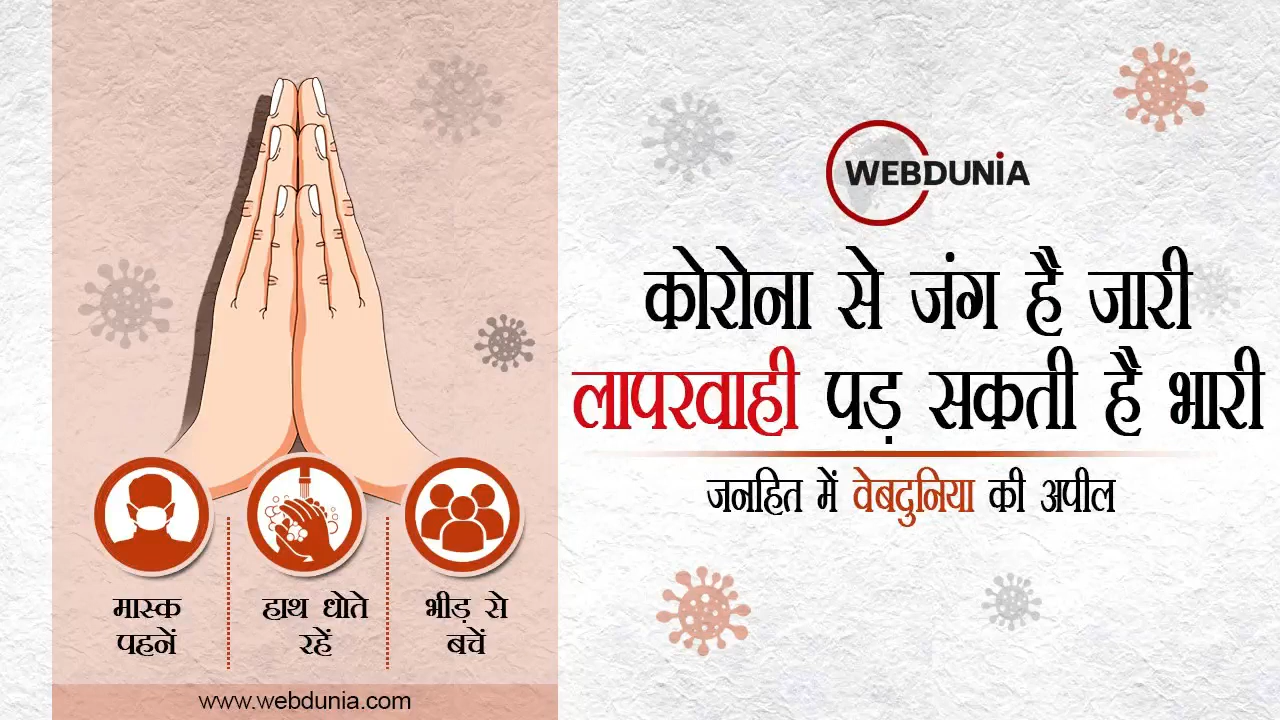 WEBDUNIA
कोरोना से जंग है जारी
लापरवाही पड़ सकती है भारी
जनहित में वेबदुनिया की अपील
मास्क
पहनें
हाथ धोते
रहें
भीड़ से
बचें
www.webdunia.com